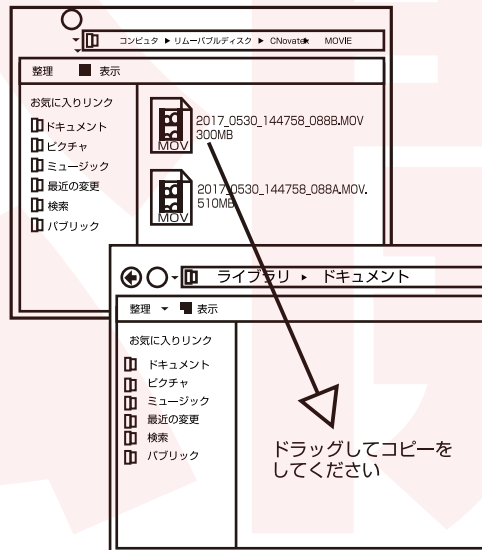 コンピュタ ▶ リムーバブルディスク ▶ CNovatek MOVIE
整理 表示
お気に入りリンク
ドキュメント
ピクチャ
ミュージック
最近の変更
検索
パブリック
2017_0530_144758_088B.MOV
300MB
MOV
2017_0530_144758_088A.MOV.
510MB
MOV
ライブラリ ▸ ドキュメント
整理 表示
お気に入りリンク
ドキュメント
ピクチャ
ミュージック
最近の変更
検索
パブリック
ドラッグしてコピーを
してください